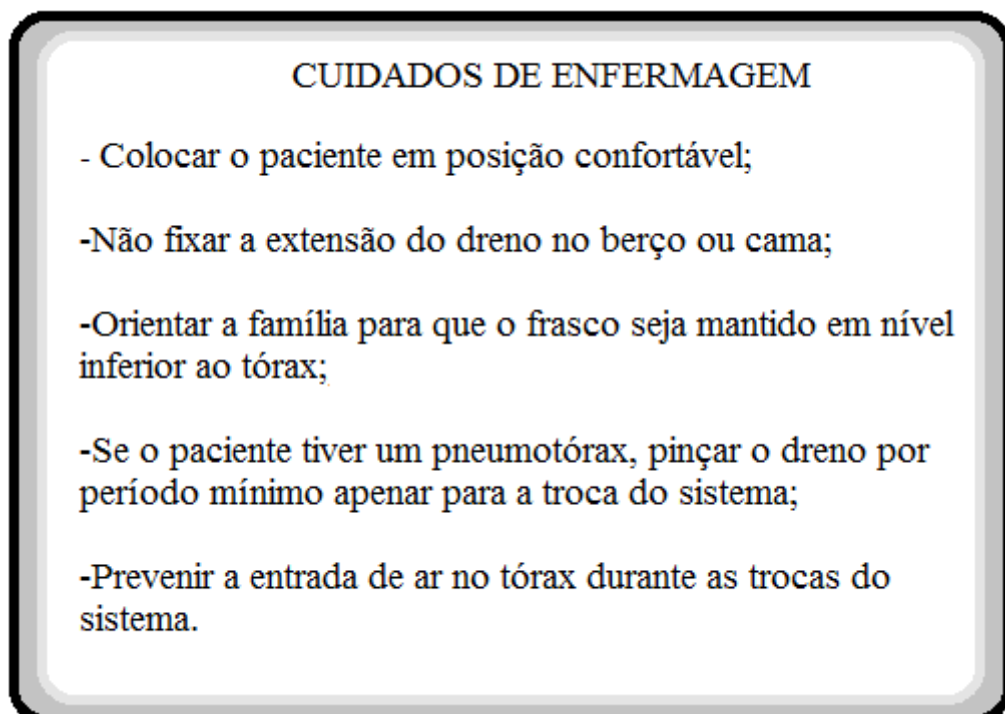 CUIDADOS DE ENFERMAGEM
- Colocar o paciente em posição confortável;
-Não fixar a extensão do dreno no berço ou cama;
-Orientar a família para que o frasco seja mantido em nível
inferior ao tórax;
-Se o paciente tiver um pneumotórax, pinçar o dreno por
período mínimo apenar para a troca do sistema;
-Prevenir a entrada de ar no tórax durante as trocas do
sistema.